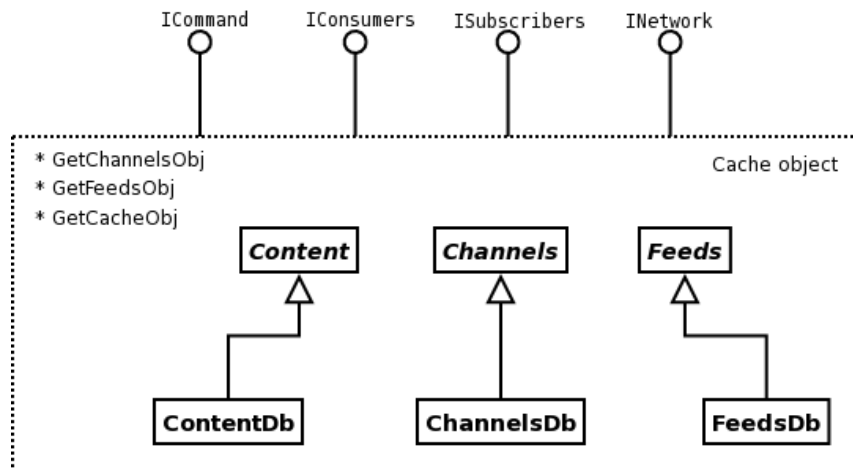 ICommand
IConsumers
ISubscribers
INetwork
* GetChannelsObj
* GetFeedsObj
* GetCacheObj
Cache object
Content
Channels
Feeds
ContentDb
ChannelsDb
FeedsDb